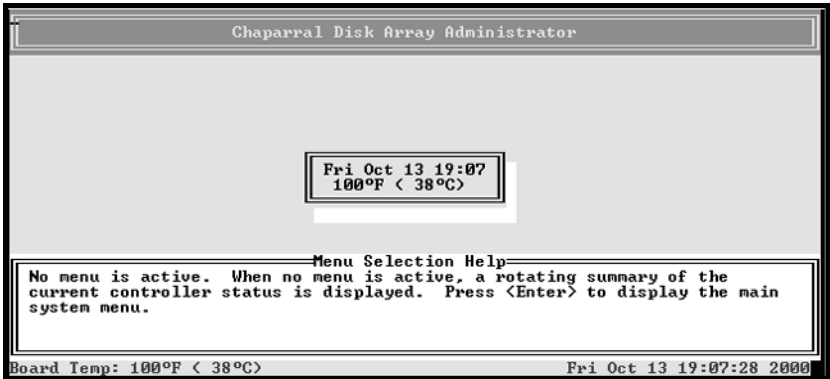 Chaparral Disk Array Administrator
Fri Oct 13 19:07
100°F ( 38°C)
Menu Selection Help
No menu is active.  When no menu is active, a rotating summary of the
current controller status is displayed.  Press <Enter> to display the main
system menu.
Board Temp: 100°F ( 38°C)    Fri Oct 13 19:07:28 2000